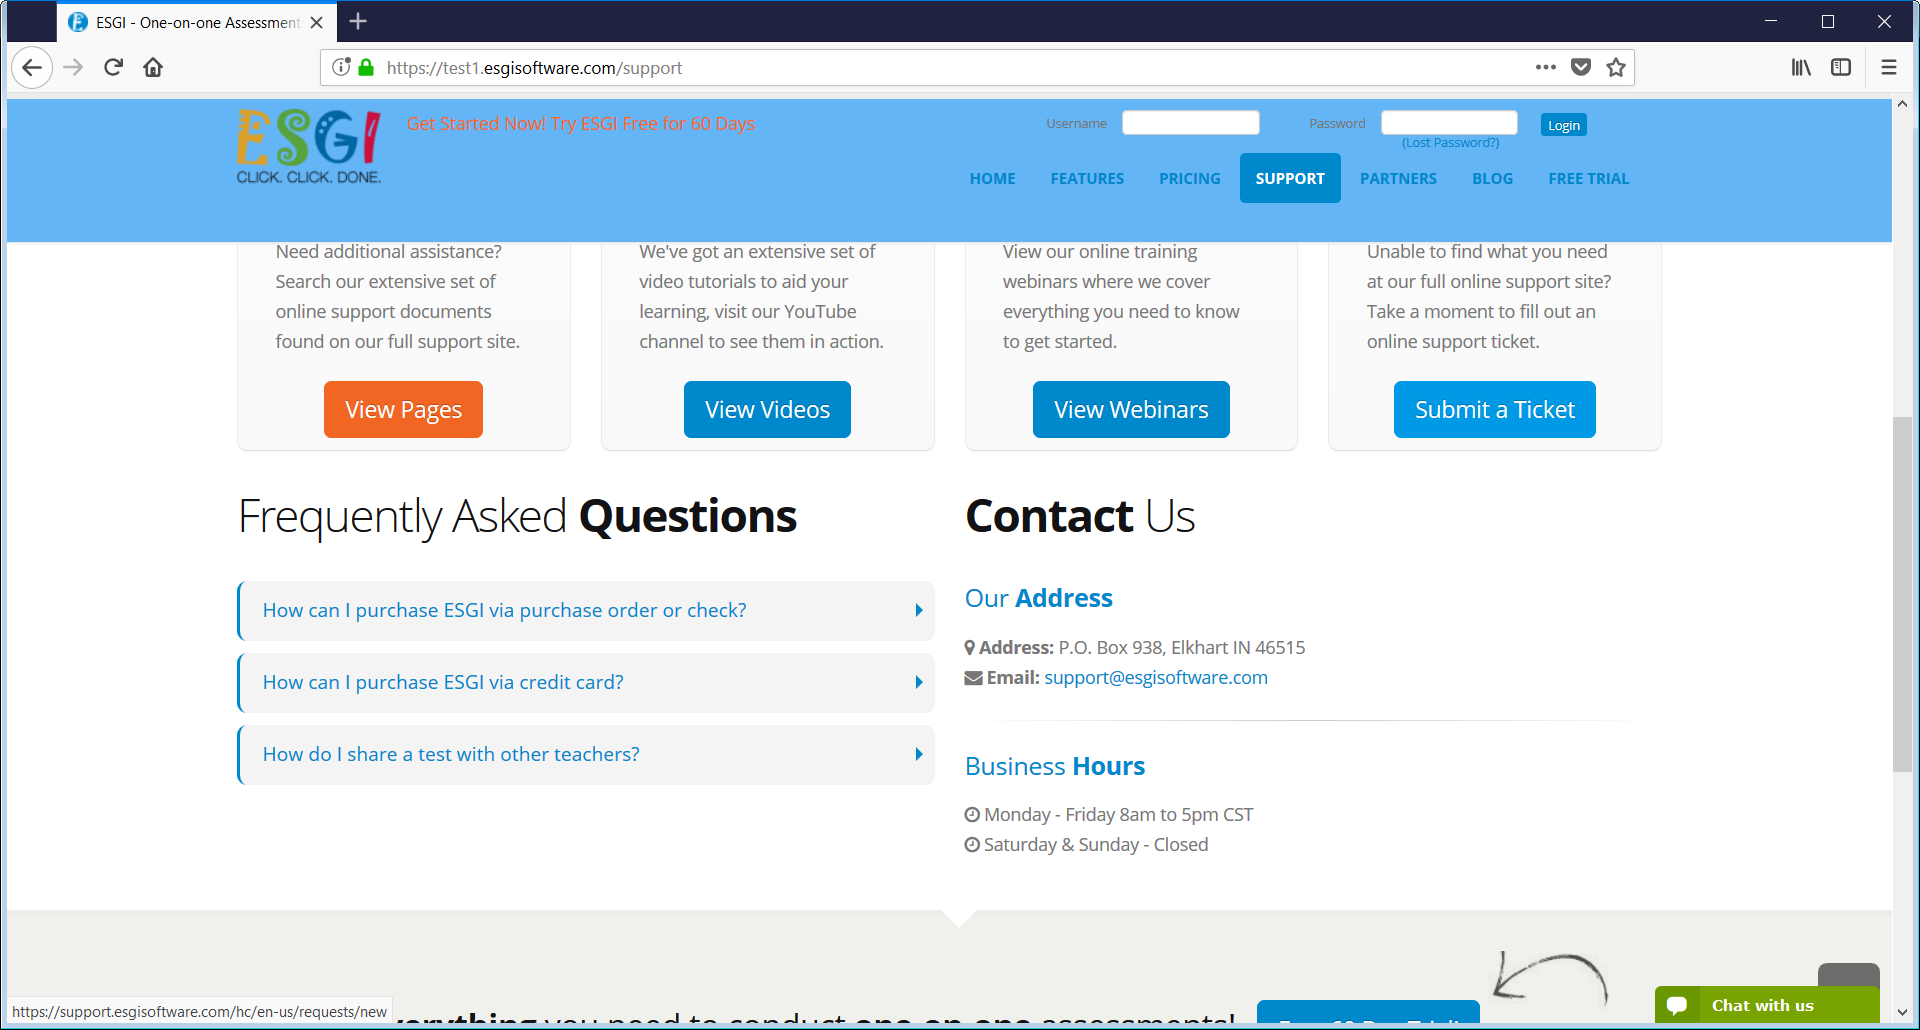 ESGI - One-on-one Assessment
https://test1.esgisoftware.com/support
ESGI
CLICK. CLICK. DONE.
Get Started Now! Try ESGI Free for 60 Days
Username
Password
Login
(Lost Password?)
HOME
FEATURES
PRICING
SUPPORT
PARTNERS
BLOG
FREE TRIAL
Need additional assistance?
Search our extensive set of
online support documents
found on our full support site.
View Pages
We've got an extensive set of
video tutorials to aid your
learning, visit our YouTube
channel to see them in action.
View Videos
View our online training
webinars where we cover
everything you need to know
to get started.
View Webinars
Unable to find what you need
at our full online support site?
Take a moment to fill out an
online support ticket.
Submit a Ticket
Frequently Asked Questions
How can I purchase ESGI via purchase order or check?
How can I purchase ESGI via credit card?
How do I share a test with other teachers?
Contact Us
Our Address
Address: P.O. Box 938, Elkhart IN 46515
Email: support@esgisoftware.com
Business Hours
Monday - Friday 8am to 5pm CST
Saturday & Sunday - Closed
you need to conduct one-on-one assessments!
Chat with us
https://support.esgisoftware.com/hc/en-us/requests/new